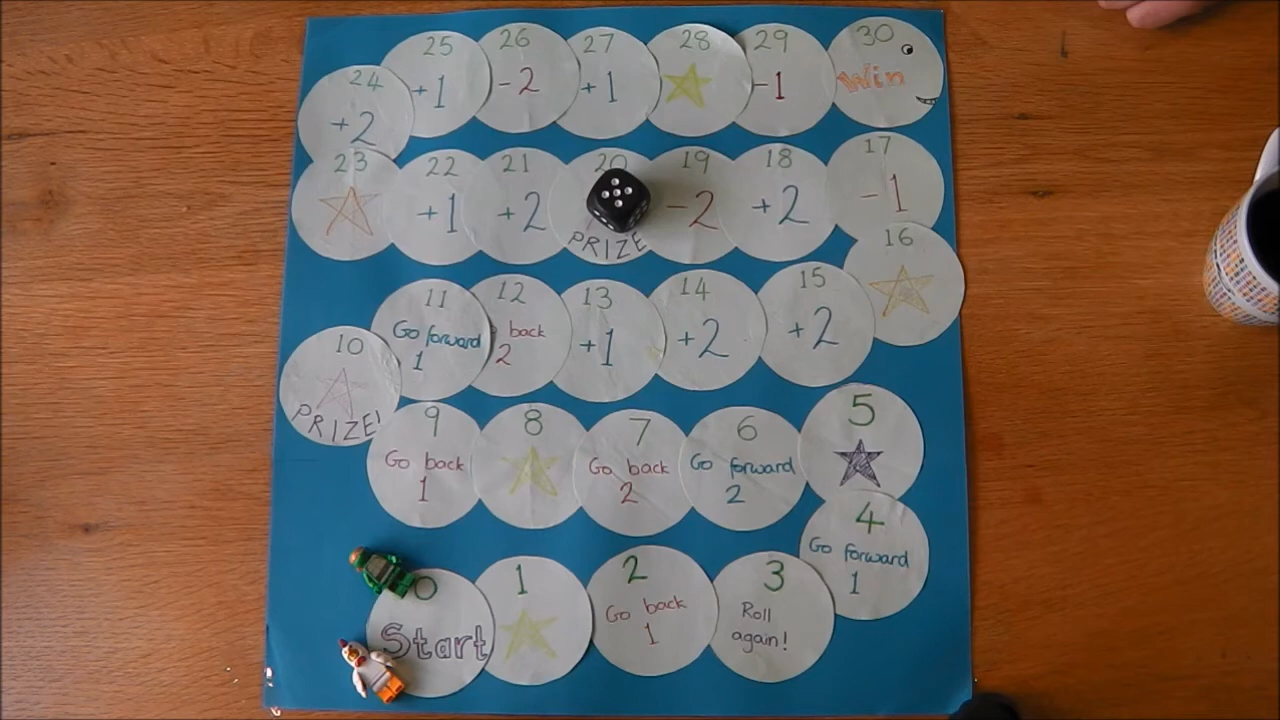 25 26 27 28 29 30
24 +1 -2 +1 -1 Win
+2
23 22 21 20 19 18 17
+1 +2 PRIZE -2 +2 -1
16
11 12 13 14 15
Go forward back +1 +2 +2
1 2
10
PRIZE!
9 8 7 6 5
Go back Go back Go forward
1 2 2
4
Go forward
1
0 1 2 3
Start Go back Roll
1 again!